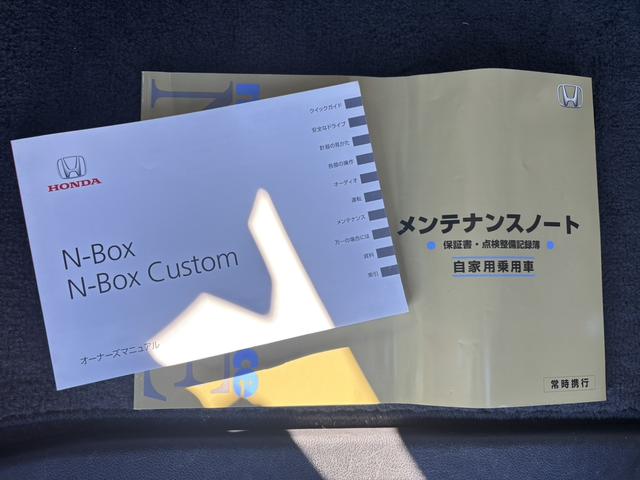 HONDA
N-Box
N-Box Custom
オーナーズマニュアル
クイックガイド
安全なドライブ
計器の見かた
各部の操作
オーディオ
運転
メンテナンス
万一の場合には
資料
索引
メンテナンスノート
保証書・点検整備記録簿
自家用乗用車
常時携行